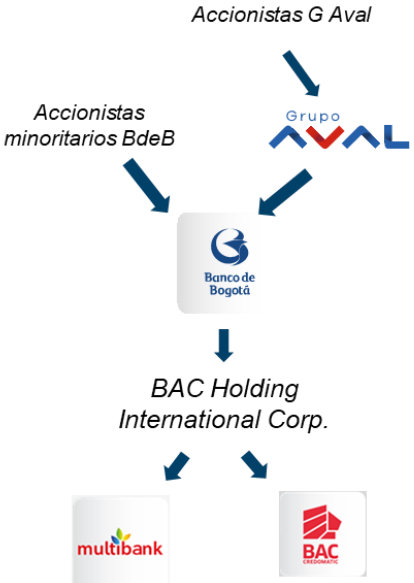 Accionistas G Aval
Grupo
AVAL
Accionistas
minoritarios BdeB
Banco de
Bogotá
BAC Holding
International Corp.
multibank
BAC
CREDOMATIC